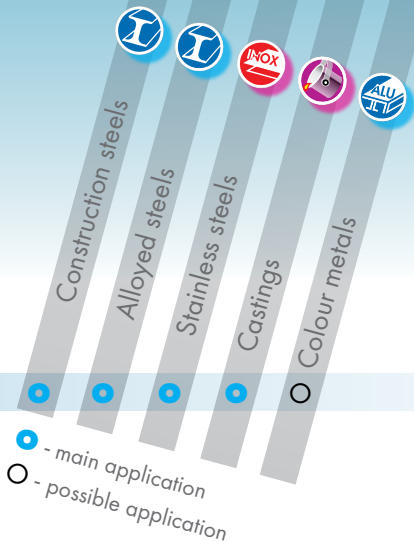 INOX
ALU
Construction steels
Alloyed steels
Stainless steels
Castings
Colour metals
- main application
- possible application